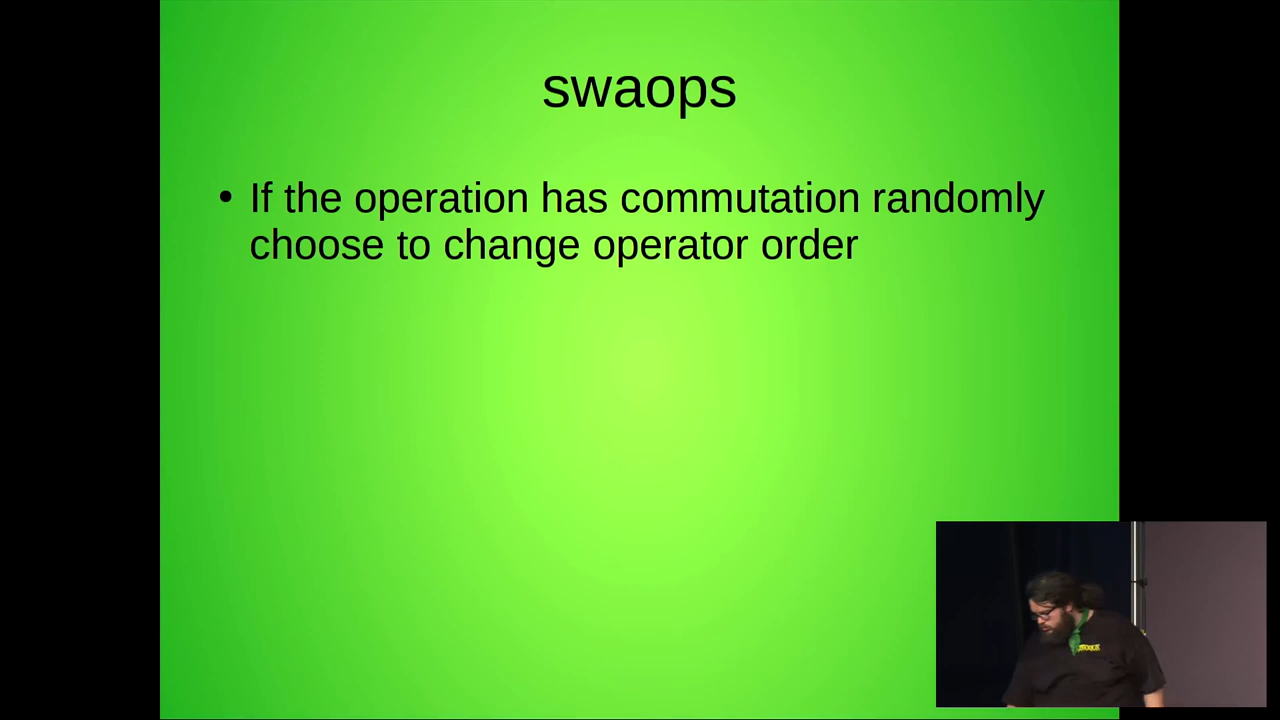 swaops
• If the operation has commutation randomly
choose to change operator order